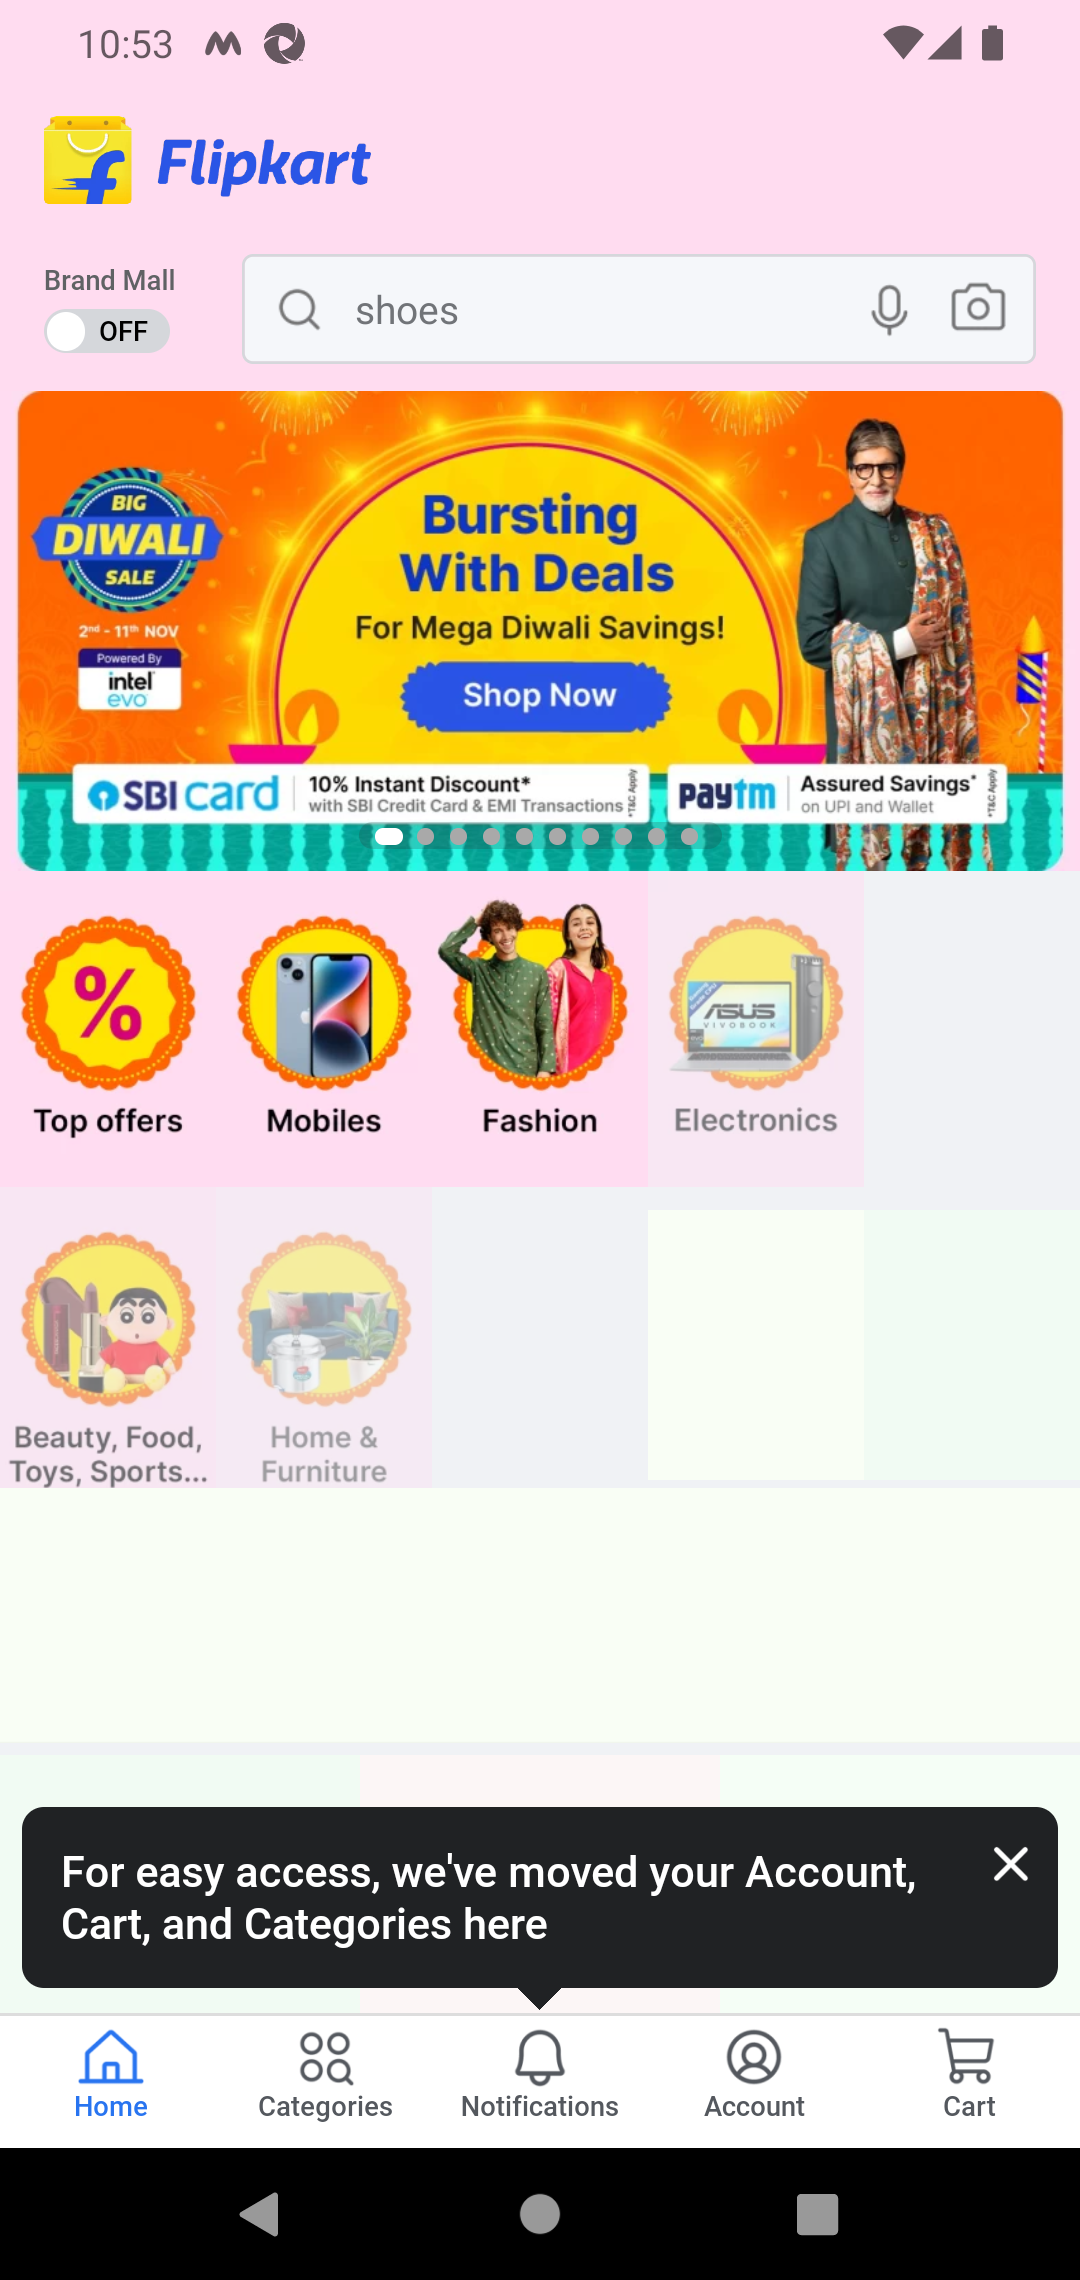 10:53
Flipkart
Brand Mall
OFF
shoes
BIG
DIWALI
SALE
2nd - 11th NOV
Powered By
intel
evo
Bursting
With Deals
For Mega Diwali Savings!
Shop Now
SBI card
10% Instant Discount*
with SBI Credit Card & EMI Transactions
*T&C Apply
paytm
Assured Savings*
on UPI and Wallet
*T&C Apply
%
Top offers
Mobiles
Fashion
ASUS
VIVOBOOK
Electronics
Beauty, Food,
Toys, Sports...
Home &
Furniture
For easy access, we've moved your Account,
Cart, and Categories here
Home
Categories
Notifications
Account
Cart